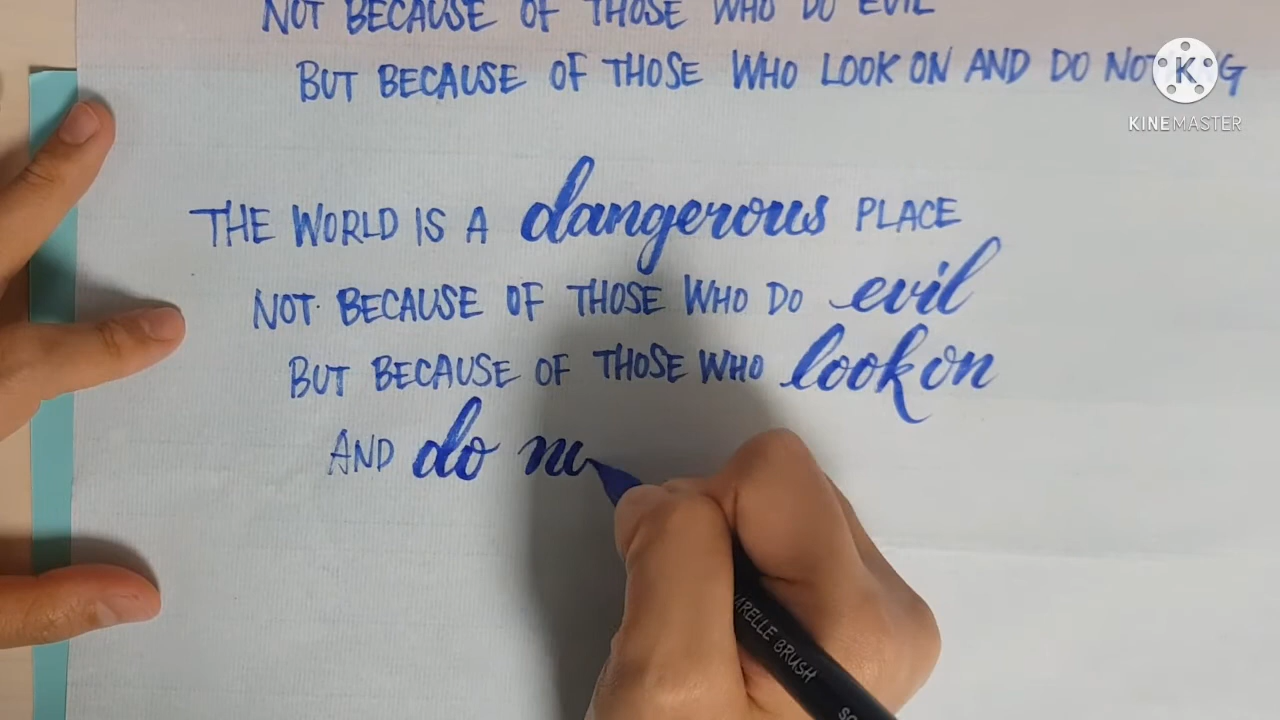 NOT BECAUSE OF THOSE WHO DO EVIL
BUT BECAUSE OF THOSE WHO LOOK ON AND DO NOTHING
KINEMASTER
THE WORLD IS A dangerous PLACE
NOT BECAUSE OF THOSE WHO DO evil
BUT BECAUSE OF THOSE WHO look on
AND do no
BRUSH